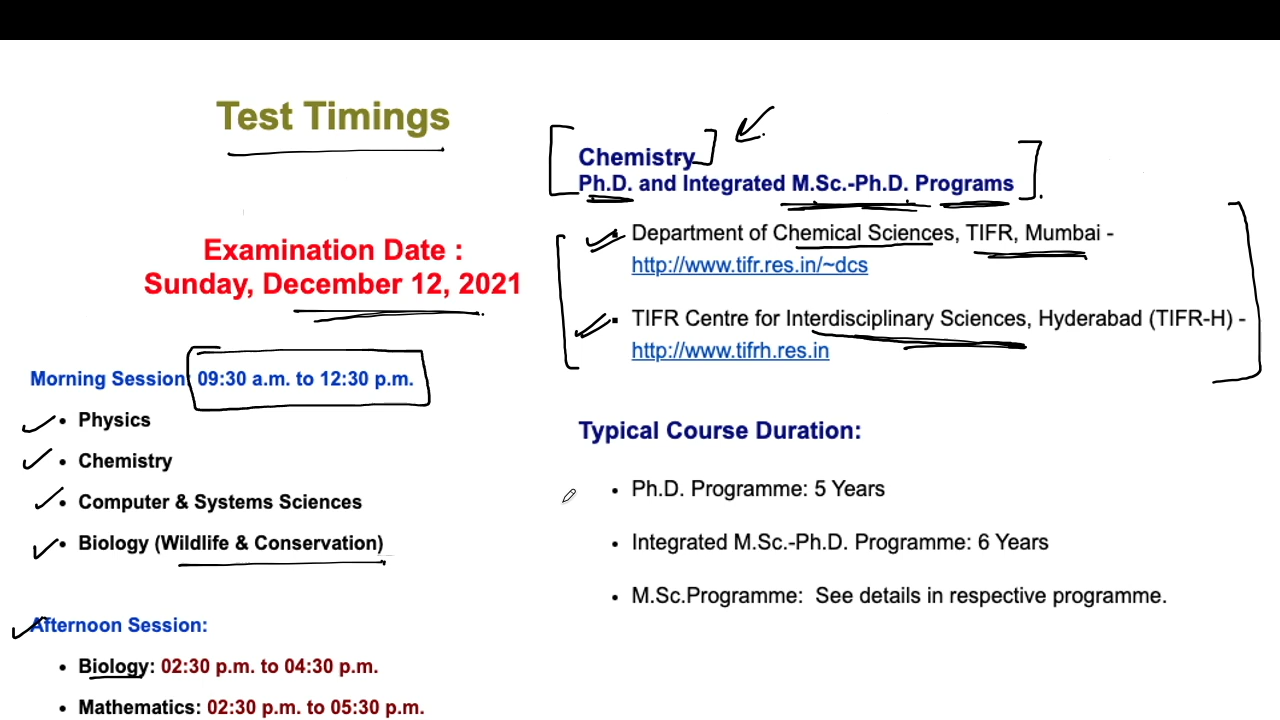 Test Timings
Examination Date :
Sunday, December 12, 2021
Morning Session: 09:30 a.m. to 12:30 p.m.
• Physics
• Chemistry
• Computer & Systems Sciences
• Biology (Wildlife & Conservation)
Afternoon Session:
• Biology: 02:30 p.m. to 04:30 p.m.
• Mathematics: 02:30 p.m. to 05:30 p.m.
Chemistry
Ph.D. and Integrated M.Sc.-Ph.D. Programs
▪ Department of Chemical Sciences, TIFR, Mumbai -
http://www.tifr.res.in/~dcs
▪ TIFR Centre for Interdisciplinary Sciences, Hyderabad (TIFR-H) -
http://www.tifrh.res.in
Typical Course Duration:
• Ph.D. Programme: 5 Years
• Integrated M.Sc.-Ph.D. Programme: 6 Years
• M.Sc.Programme: See details in respective programme.